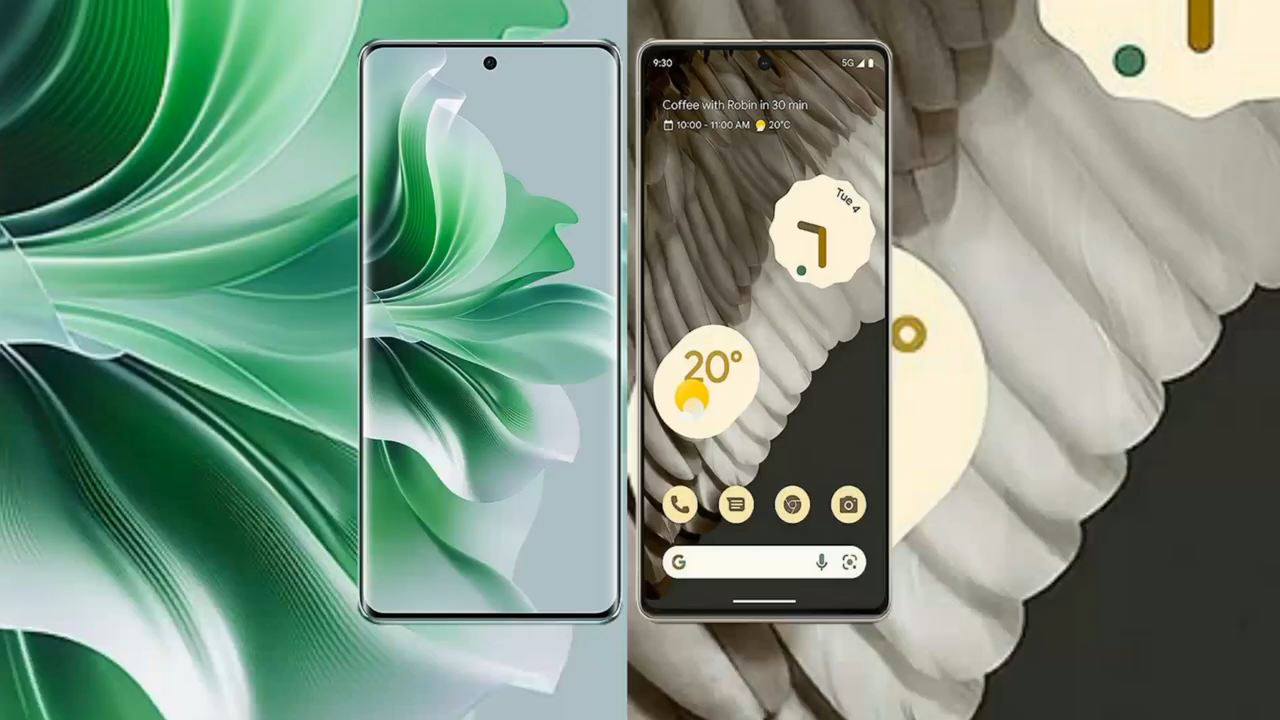 9:30
5G
Coffee with Robin in 30 min
10:00 - 11:00 AM 20°C
Tue 4
20°
G